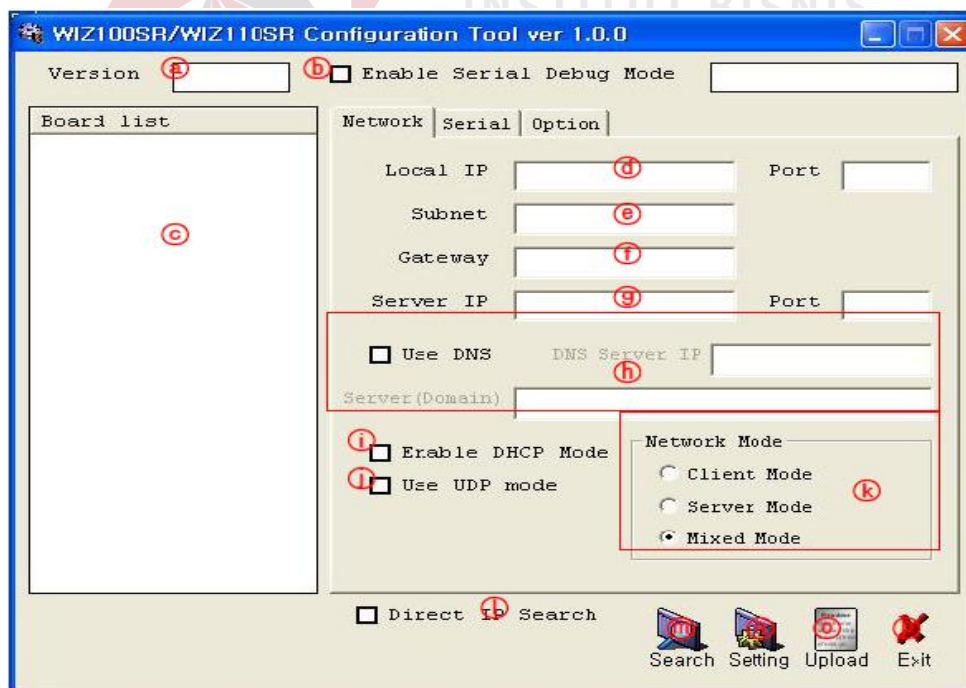 INSTITUT BISNIS
WIZ100SR/WIZ110SR Configuration Tool ver 1.0.0
Version ⓐ ⓑ Enable Serial Debug Mode
Board list
ⓒ
Network Serial Option
Local IP ⓓ Port
Subnet ⓔ
Gateway ⓕ
Server IP ⓖ Port
Use DNS DNS Server IP
ⓗ
Server(Domain)
ⓘ Enable DHCP Mode
ⓙ Use UDP mode
Network Mode
Client Mode
Server Mode
Mixed Mode
ⓚ
Direct IP Search ⓛ
ⓜ ⓝ ⓞ
Search Setting Upload Exit